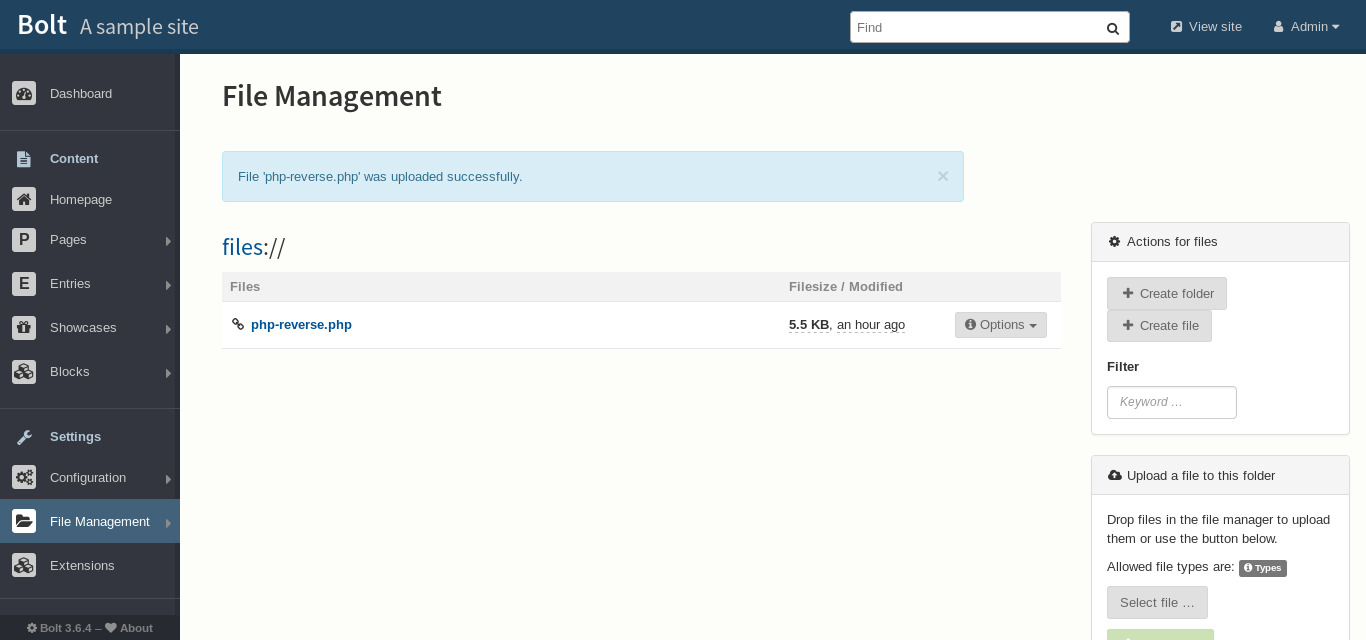 Bolt A sample site
Find
View site
Admin
Dashboard
Content
Homepage
P Pages
E Entries
Showcases
Blocks
Settings
Configuration
File Management
Extensions
Bolt 3.6.4 – About
File Management
File 'php-reverse.php' was uploaded successfully. ×
files://
Files Filesize / Modified
php-reverse.php 5.5 KB, an hour ago Options
Actions for files
Create folder
Create file
Filter
Keyword …
Upload a file to this folder
Drop files in the file manager to upload
them or use the button below.
Allowed file types are: Types
Select file …